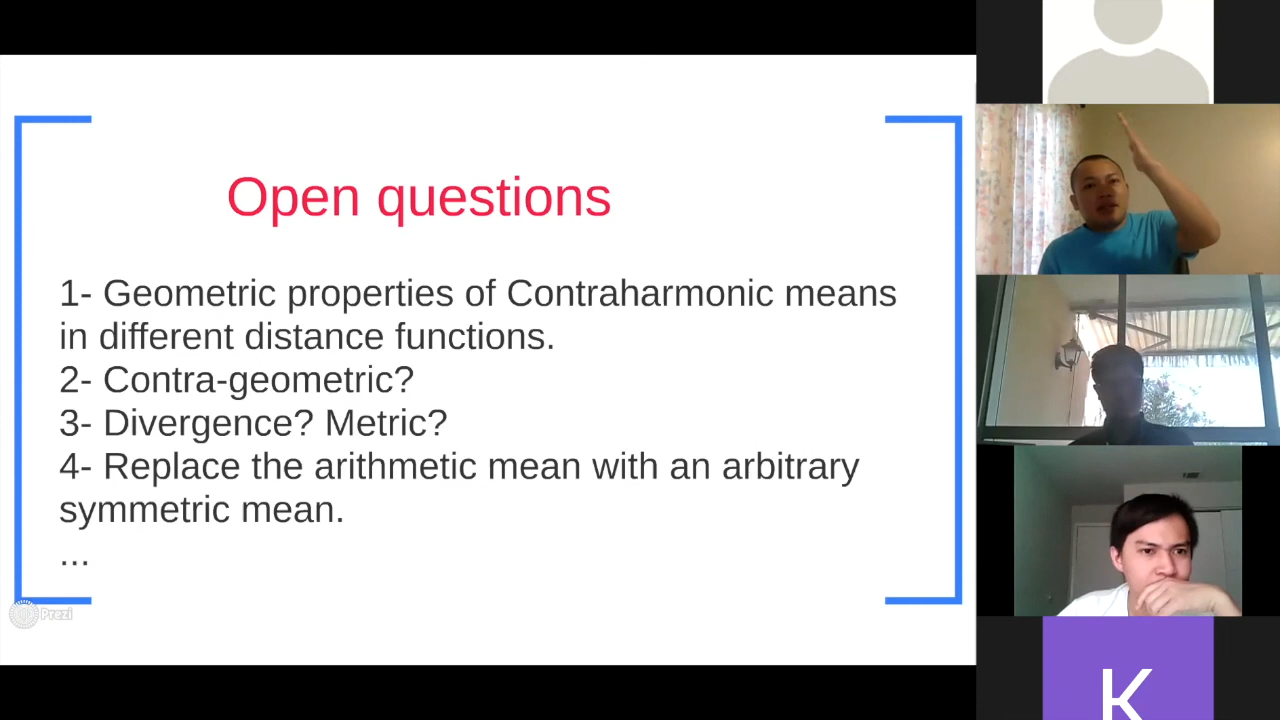 Open questions
1- Geometric properties of Contraharmonic means
in different distance functions.
2- Contra-geometric?
3- Divergence? Metric?
4- Replace the arithmetic mean with an arbitrary
symmetric mean.
...
Prezi
K